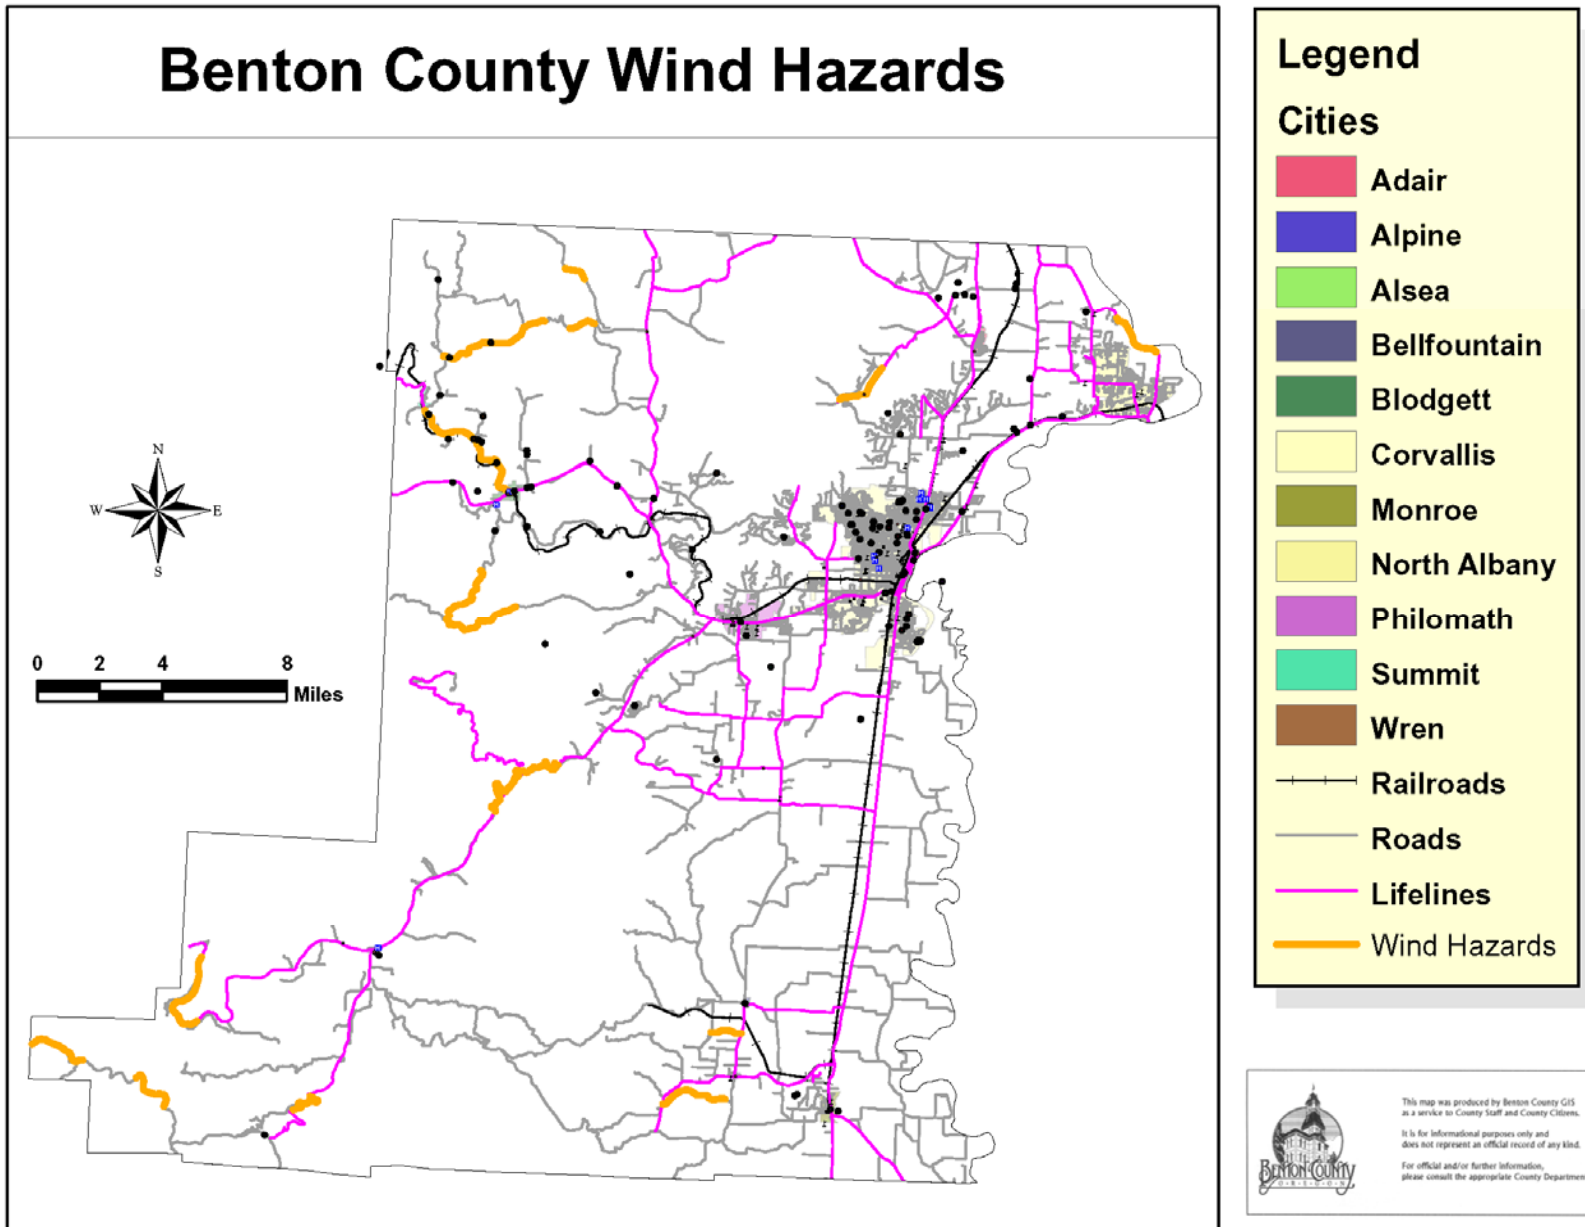 Benton County Wind Hazards
N
W E
S
0 2 4 8
Miles
Legend
Cities
Adair
Alpine
Alsea
Bellfountain
Blodgett
Corvallis
Monroe
North Albany
Philomath
Summit
Wren
Railroads
Roads
Lifelines
Wind Hazards
BENTON COUNTY
OREGON
This map was produced by Benton County GIS
as a service to County Staff and County Citizens.
It is for informational purposes only and
does not represent an official record of any kind.
For official and/or further information,
please consult the appropriate County Departmen